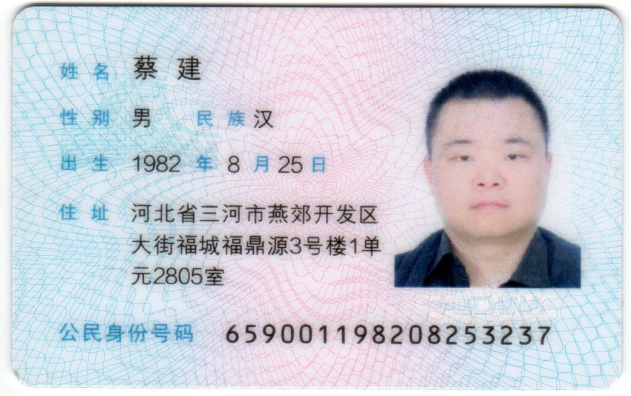 姓名 蔡建
性别 男 民族 汉
出生 1982 年 8 月 25 日
住址 河北省三河市燕郊开发区
大街福城福鼎源3号楼1单
元2805室
公民身份号码 659001198208253237